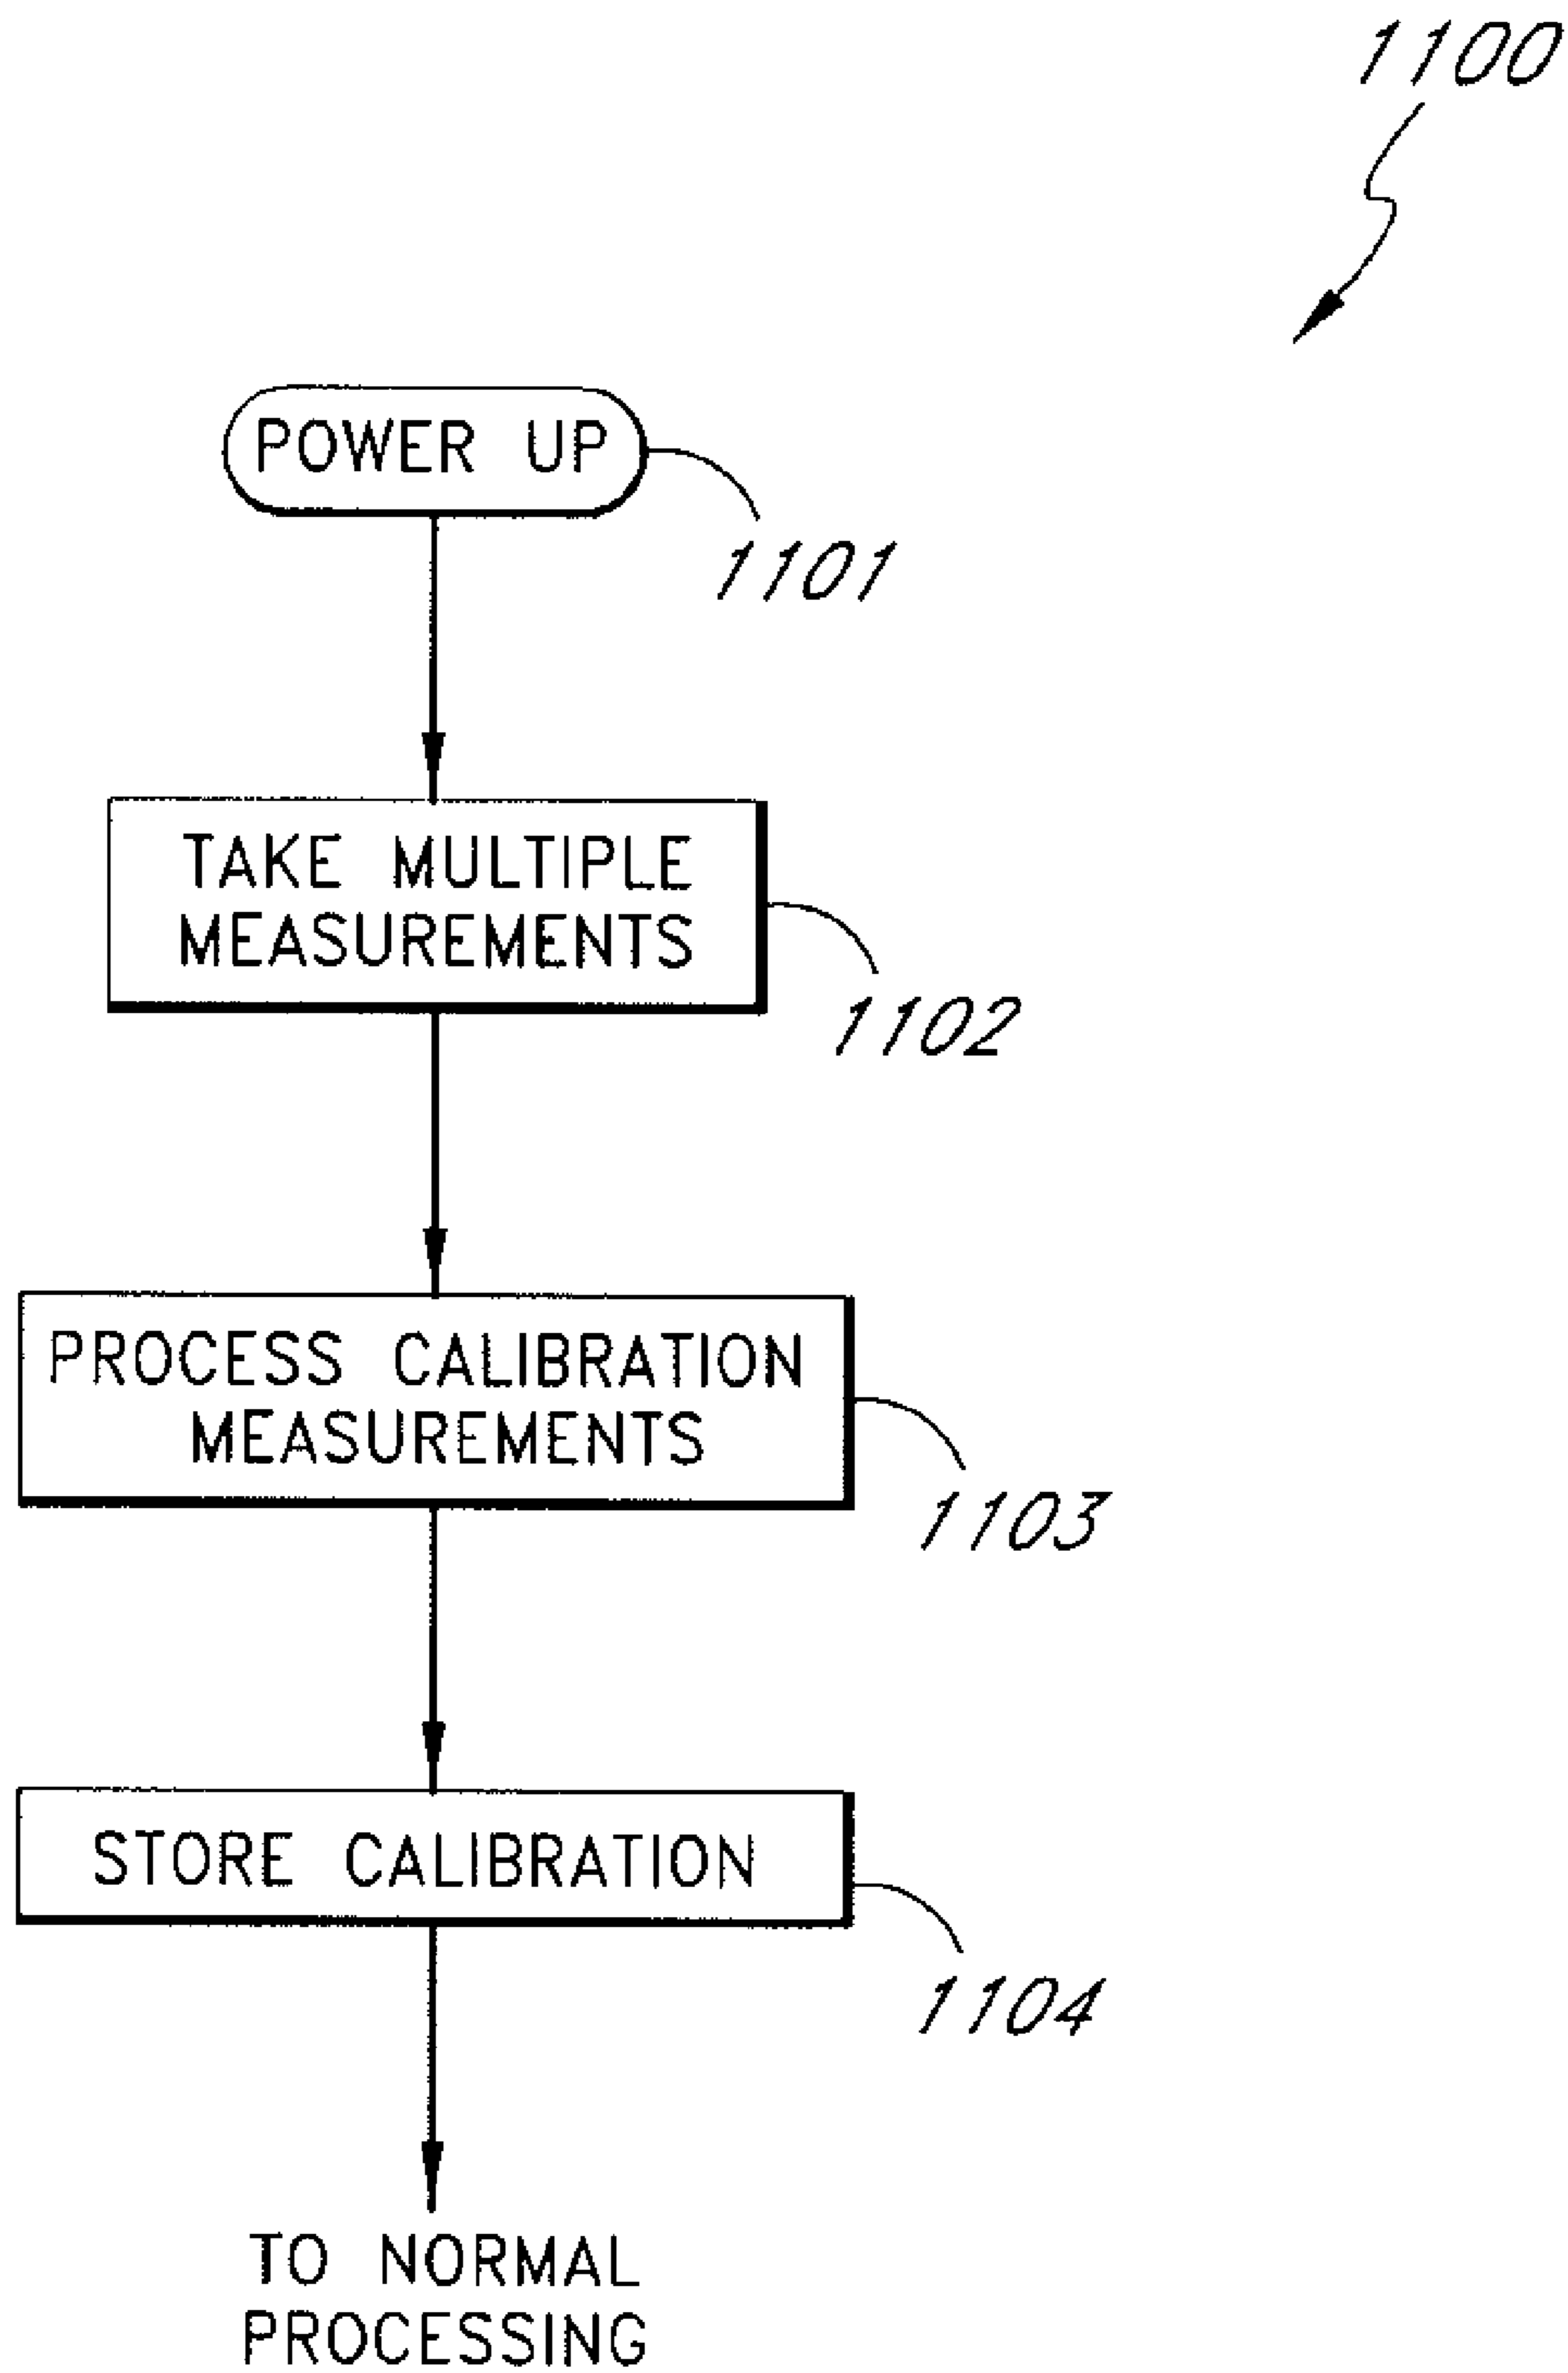 1100
POWER UP
1101
TAKE MULTIPLE
MEASUREMENTS
1102
PROCESS CALIBRATION
MEASUREMENTS
1103
STORE CALIBRATION
1104
TO NORMAL
PROCESSING